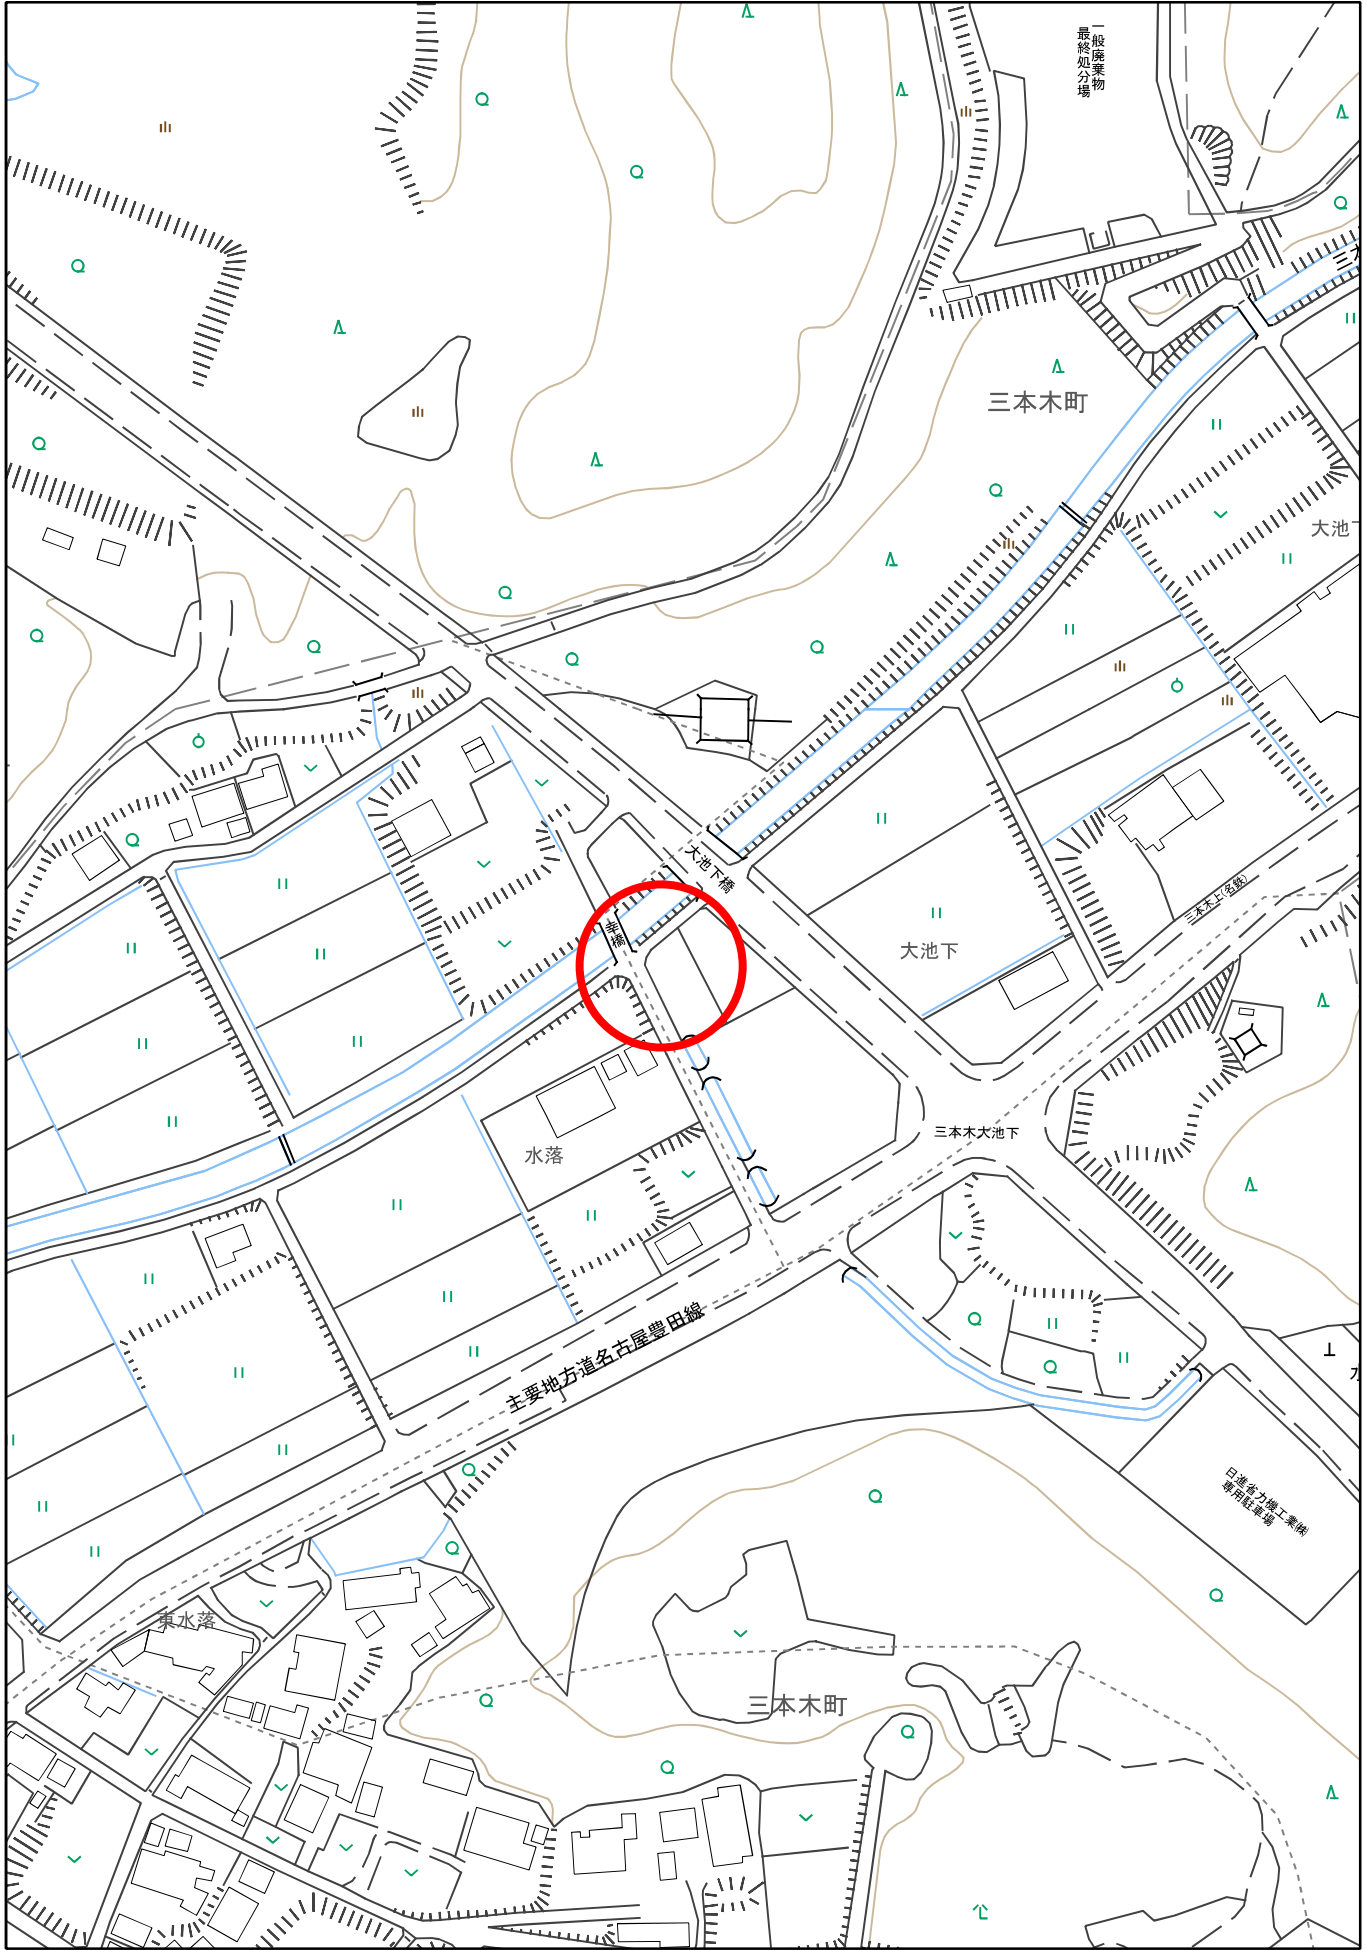 一般廃棄物
最終処分場
三本木町
大池下橋
幸橋
大池下
三本木上(名鉄)
水落
三本木大池下
主要地方道名古屋豊田線
日進省力機工業㈱
専用駐車場
東水落
三本木町